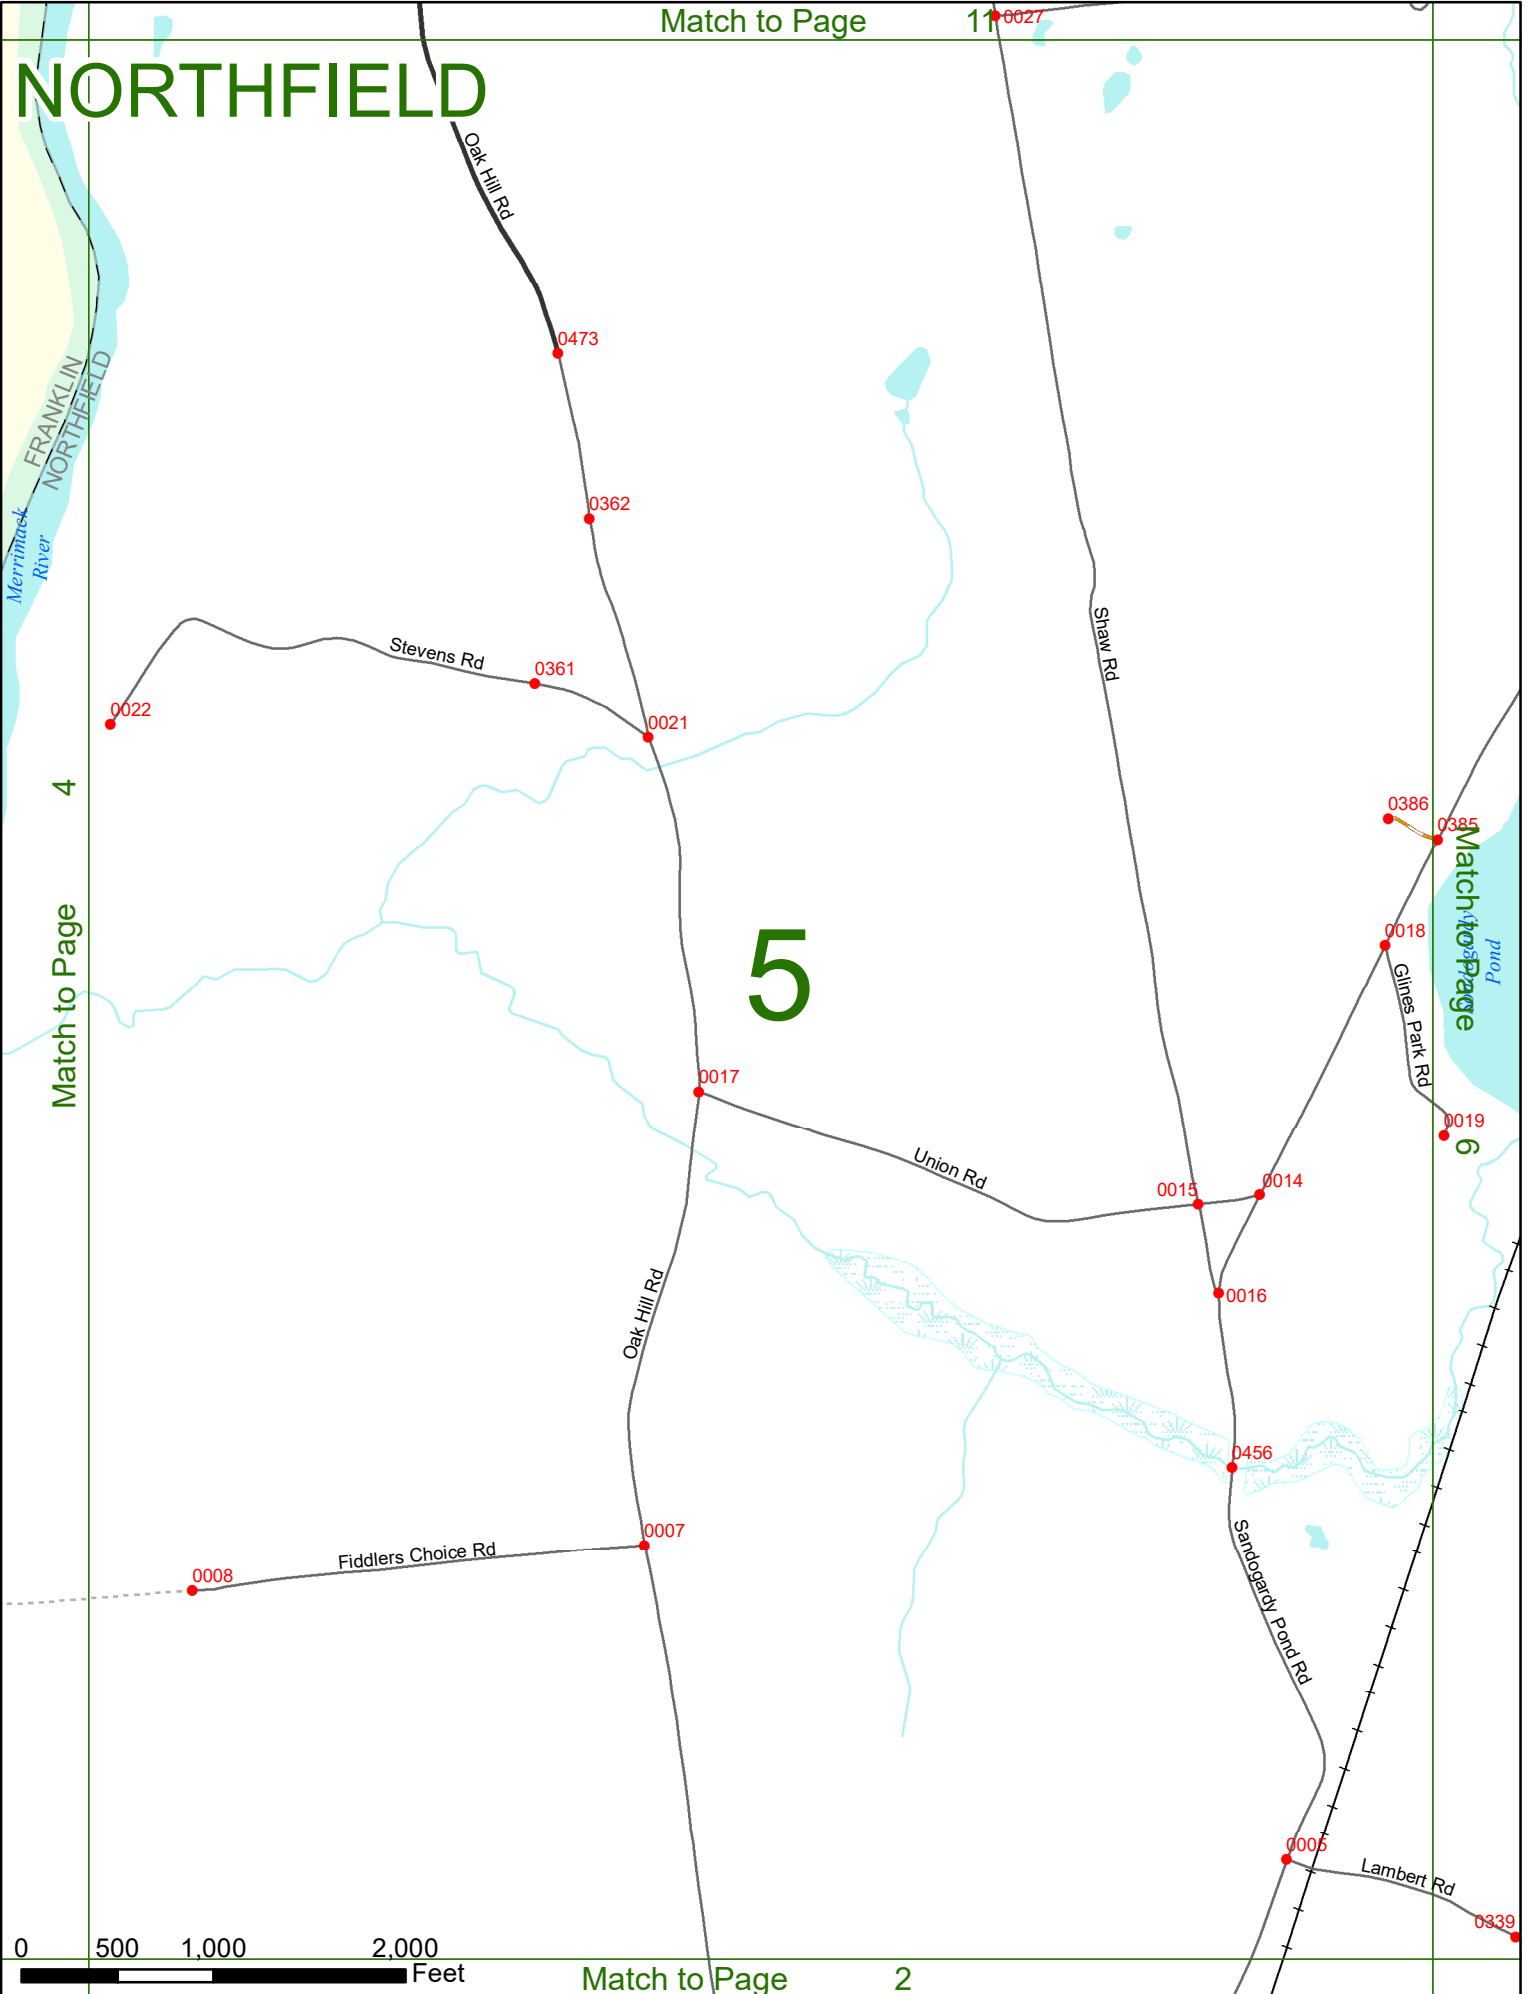 Match to Page 11
0027
NORTHFIELD
Oak Hill Rd
0473
FRANKLIN
NORTHFIELD
0362
Merrimack
River
Shaw Rd
Stevens Rd
0361
0022
0021
4
Match to Page
0386
0385
Match to Page
6
Sandogardy
Pond
0018
Glines Park Rd
5
0017
0019
Union Rd
0015
0014
Oak Hill Rd
0016
0456
0007
Fiddlers Choice Rd
0008
Sandogardy Pond Rd
0005
Lambert Rd
0339
0 500 1,000 2,000
Feet
Match to Page 2